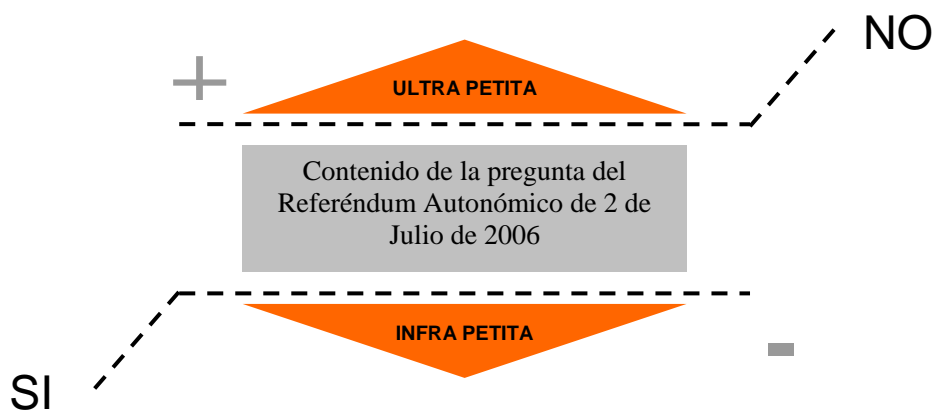 NO
+
ULTRA PETITA
Contenido de la pregunta del
Referéndum Autonómico de 2 de
Julio de 2006
INFRA PETITA
-
SI